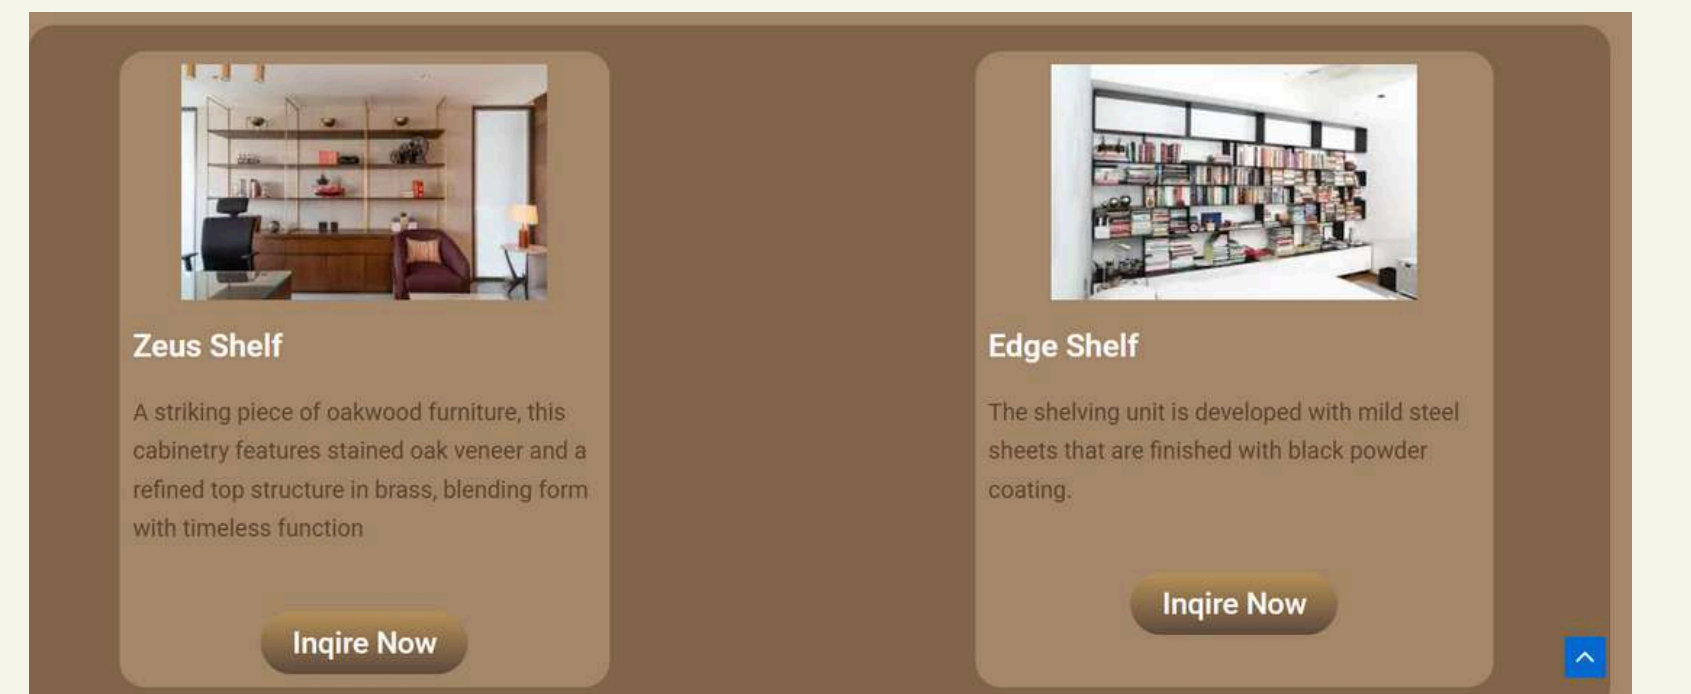 Zeus Shelf
A striking piece of oakwood furniture, this
cabinetry features stained oak veneer and a
refined top structure in brass, blending form
with timeless function
Inqire Now
Edge Shelf
The shelving unit is developed with mild steel
sheets that are finished with black powder
coating.
Inqire Now